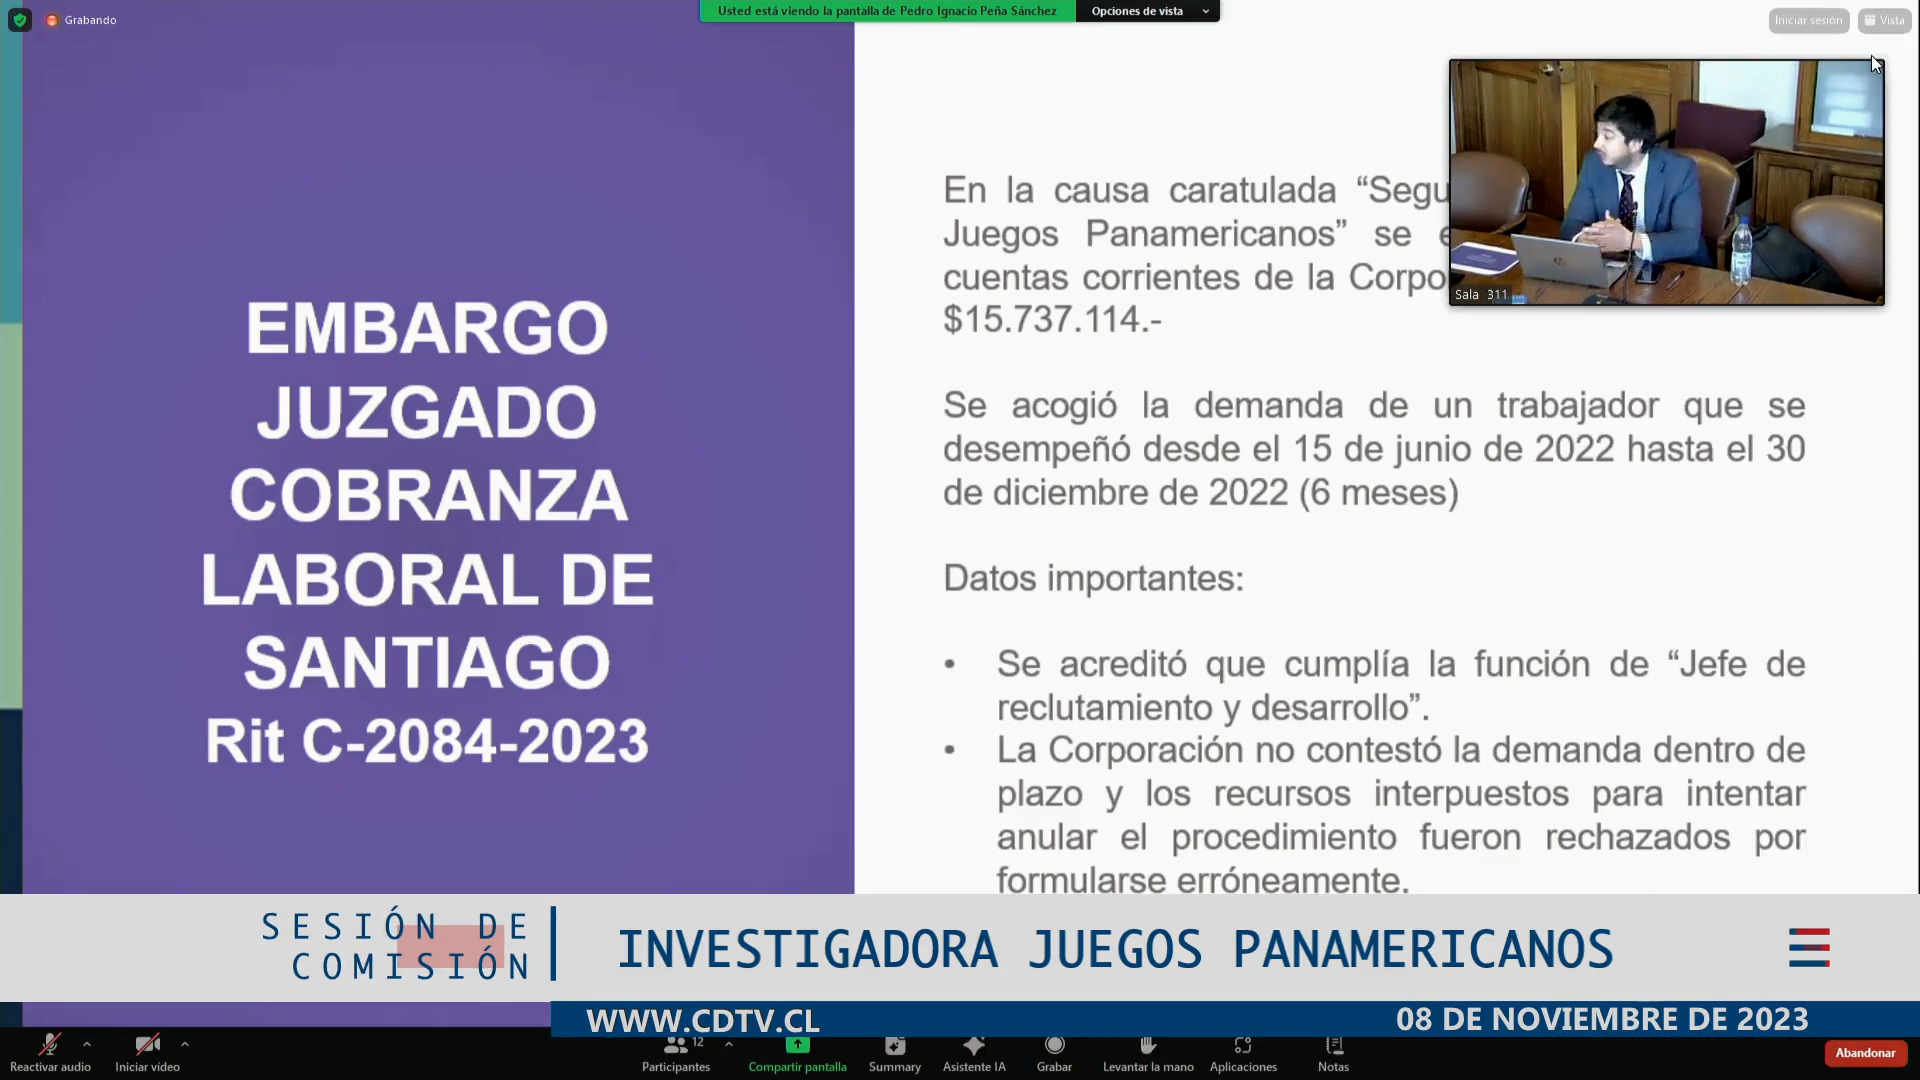 Grabando
Usted está viendo la pantalla de Pedro Ignacio Peña Sánchez
Opciones de vista
Iniciar sesión
Vista
EMBARGO
JUZGADO
COBRANZA
LABORAL DE
SANTIAGO
Rit C-2084-2023
En la causa caratulada “Segu
Juegos Panamericanos” se e
cuentas corrientes de la Corpo
$15.737.114.-
Se acogió la demanda de un trabajador que se
desempeñó desde el 15 de junio de 2022 hasta el 30
de diciembre de 2022 (6 meses)
Datos importantes:
• Se acreditó que cumplía la función de “Jefe de
reclutamiento y desarrollo”.
• La Corporación no contestó la demanda dentro de
plazo y los recursos interpuestos para intentar
anular el procedimiento fueron rechazados por
formularse erróneamente.
Sala 311
SESIÓN DE
COMISIÓN
INVESTIGADORA JUEGOS PANAMERICANOS
WWW.CDTV.CL
08 DE NOVIEMBRE DE 2023
Reactivar audio
Iniciar vídeo
12
Participantes
Compartir pantalla
Summary
Asistente IA
Grabar
Levantar la mano
Aplicaciones
Notas
Abandonar